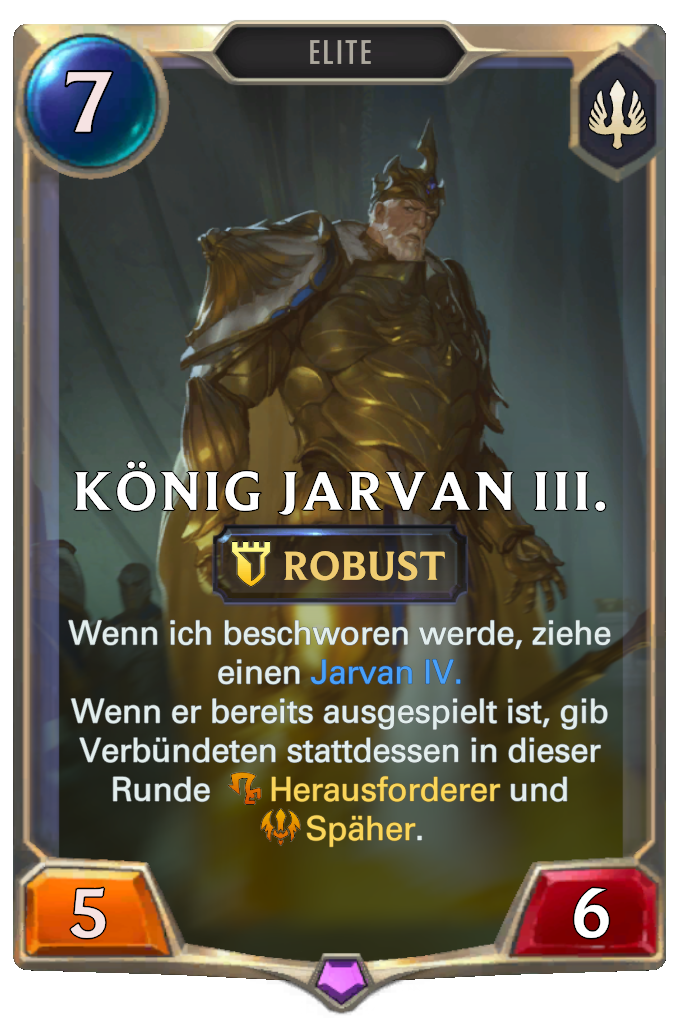 ELITE
7
KÖNIG JARVAN III.
ROBUST
Wenn ich beschworen werde, ziehe
einen Jarvan IV.
Wenn er bereits ausgespielt ist, gib
Verbündeten stattdessen in dieser
Runde Herausforderer und
Späher.
5
6